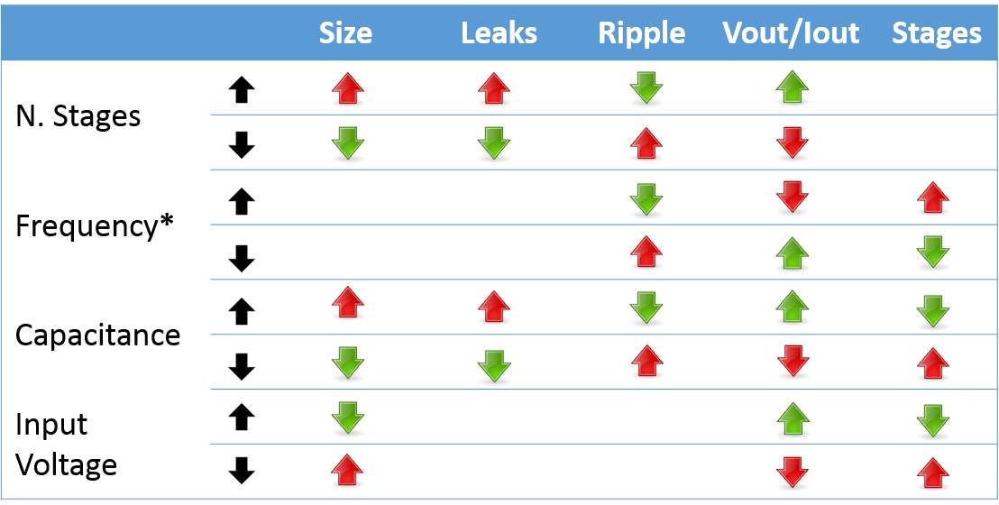 Size Leaks Ripple Vout/Iout Stages
N. Stages
Frequency*
Capacitance
Input
Voltage